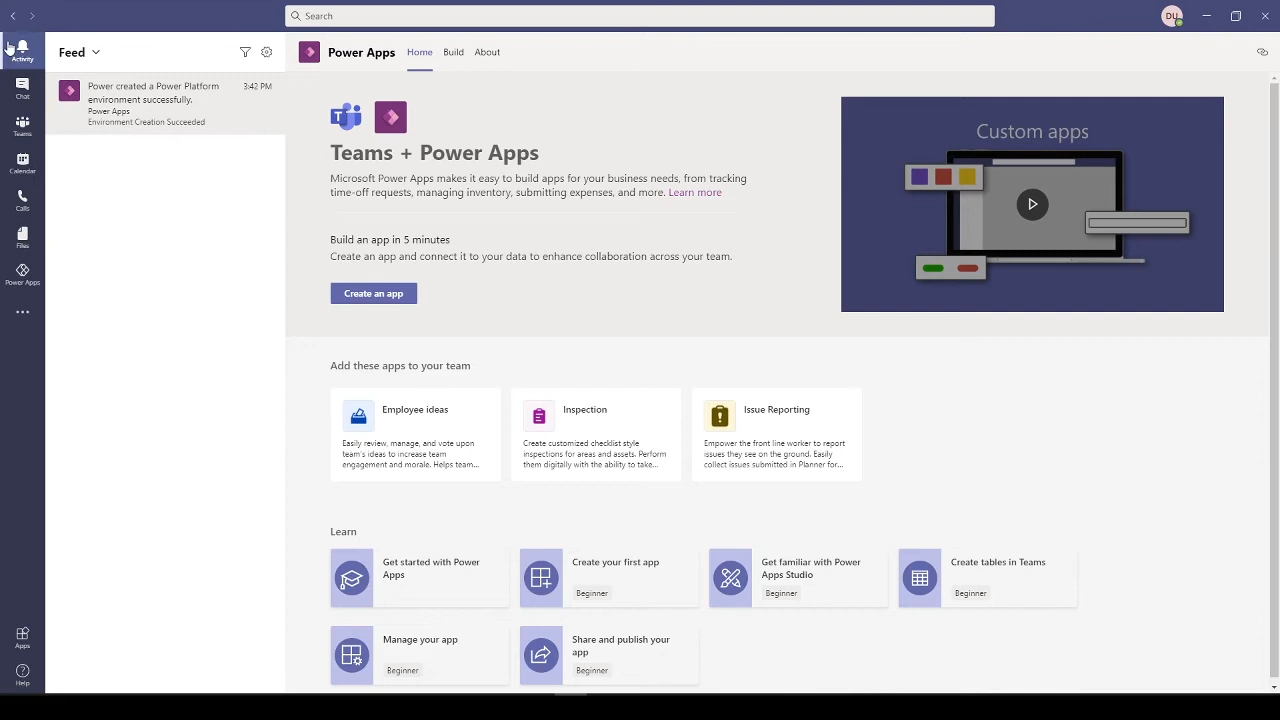 Search
DU
Activity
Chat
Teams
Calendar
Calls
Files
Power Apps
Apps
Help
Feed
Power created a Power Platform
environment successfully.
3:42 PM
Power Apps
Environment Creation Succeeded
Power Apps
Home
Build
About
Teams + Power Apps
Microsoft Power Apps makes it easy to build apps for your business needs, from tracking
time-off requests, managing inventory, submitting expenses, and more. Learn more
Build an app in 5 minutes
Create an app and connect it to your data to enhance collaboration across your team.
Create an app
Custom apps
Add these apps to your team
Employee ideas
Easily review, manage, and vote upon
team's ideas to increase team
engagement and morale. Helps team...
Inspection
Create customized checklist style
inspections for areas and assets. Perform
them digitally with the ability to take...
Issue Reporting
Empower the front line worker to report
issues they see on the ground. Easily
collect issues submitted in Planner for...
Learn
Get started with Power
Apps
Create your first app
Beginner
Get familiar with Power
Apps Studio
Beginner
Create tables in Teams
Beginner
Manage your app
Beginner
Share and publish your
app
Beginner